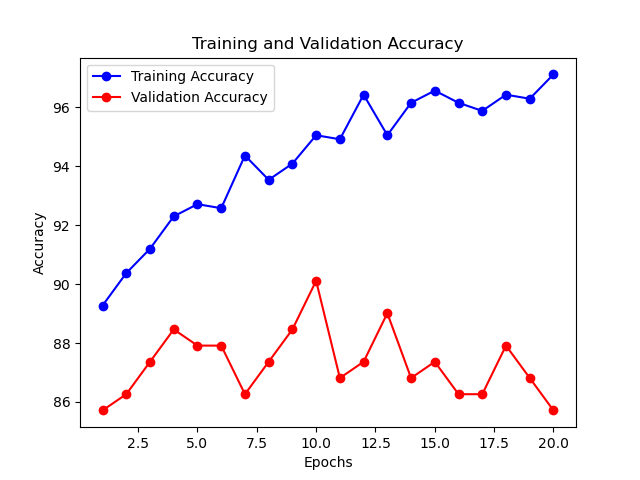 Training and Validation Accuracy
Training Accuracy
Validation Accuracy
96
94
92
90
88
86
Accuracy
2.5 5.0 7.5 10.0 12.5 15.0 17.5 20.0
Epochs